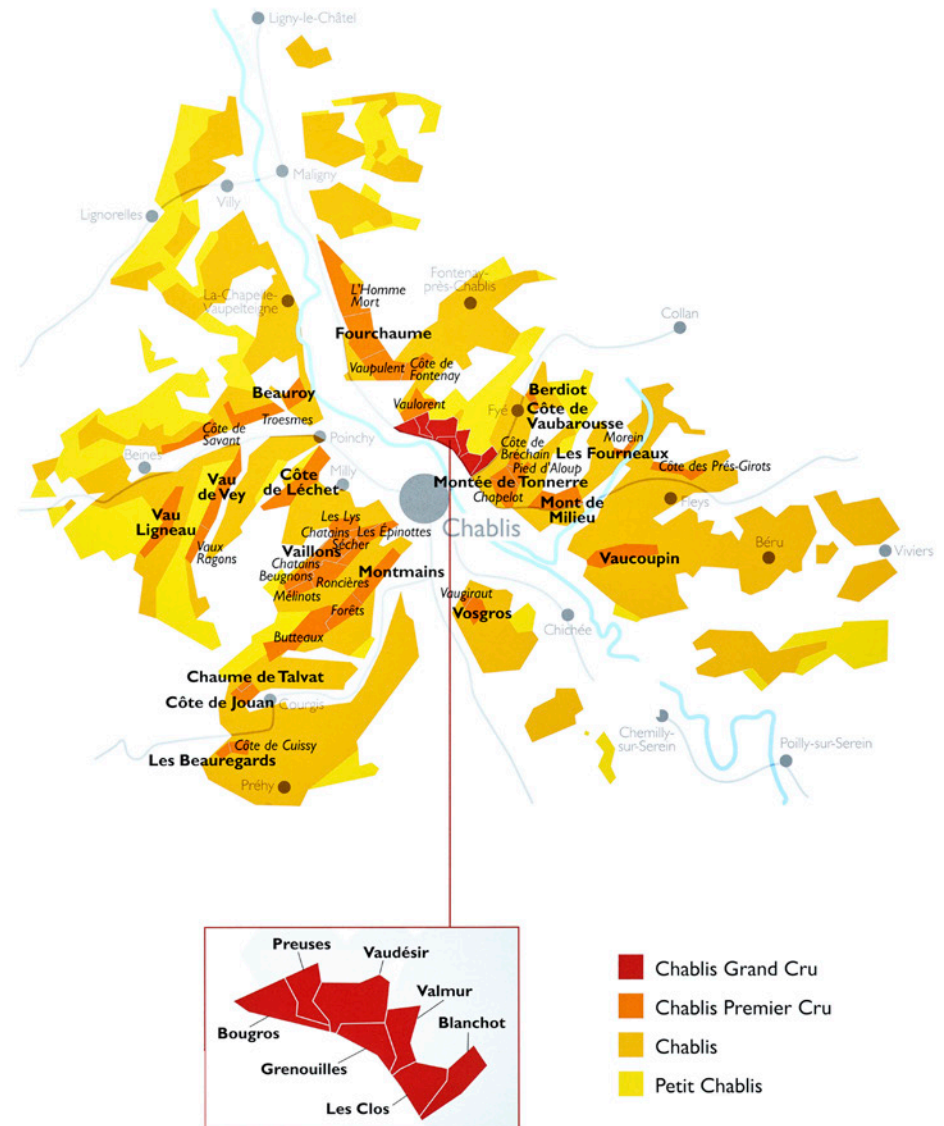 Ligny-le-Châtel
Maligny
Villy
Lignorelles
La-Chapelle-
Vaupelteigne
L'Homme
Mort
Fontenay-
près-Chablis
Collan
Fourchaume
Vaupulent
Côte de
Fontenay
Beauroy
Troesmes
Vaulorent
Berdiot
Fyé
Côte de
Vaubarousse
Morein
Côte de
Savant
Poinchy
Beines
Côte de
Bréchain
Les Fourneaux
Pied d'Aloup
Côte des Prés-Girots
Vau
de Vey
Côte
de Léchet
Milly
Montée de Tonnerre
Chapelot
Mont de
Milieu
Fleys
Vau
Ligneau
Chablis
Les Lys
Chatains
Les Épinottes
Sécher
Vaux
Ragons
Vaillons
Chatains
Beugnons
Roncières
Mélinots
Montmains
Forêts
Butteaux
Vaucoupin
Béru
Viviers
Vaugiraut
Vosgros
Chichée
Chaume de Talvat
Côte de Jouan
Courgis
Côte de Cuissy
Les Beauregards
Préhy
Chemilly-
sur-Serein
Poilly-sur-Serein
Preuses
Vaudésir
Valmur
Blanchot
Bougros
Grenouilles
Les Clos
Chablis Grand Cru
Chablis Premier Cru
Chablis
Petit Chablis